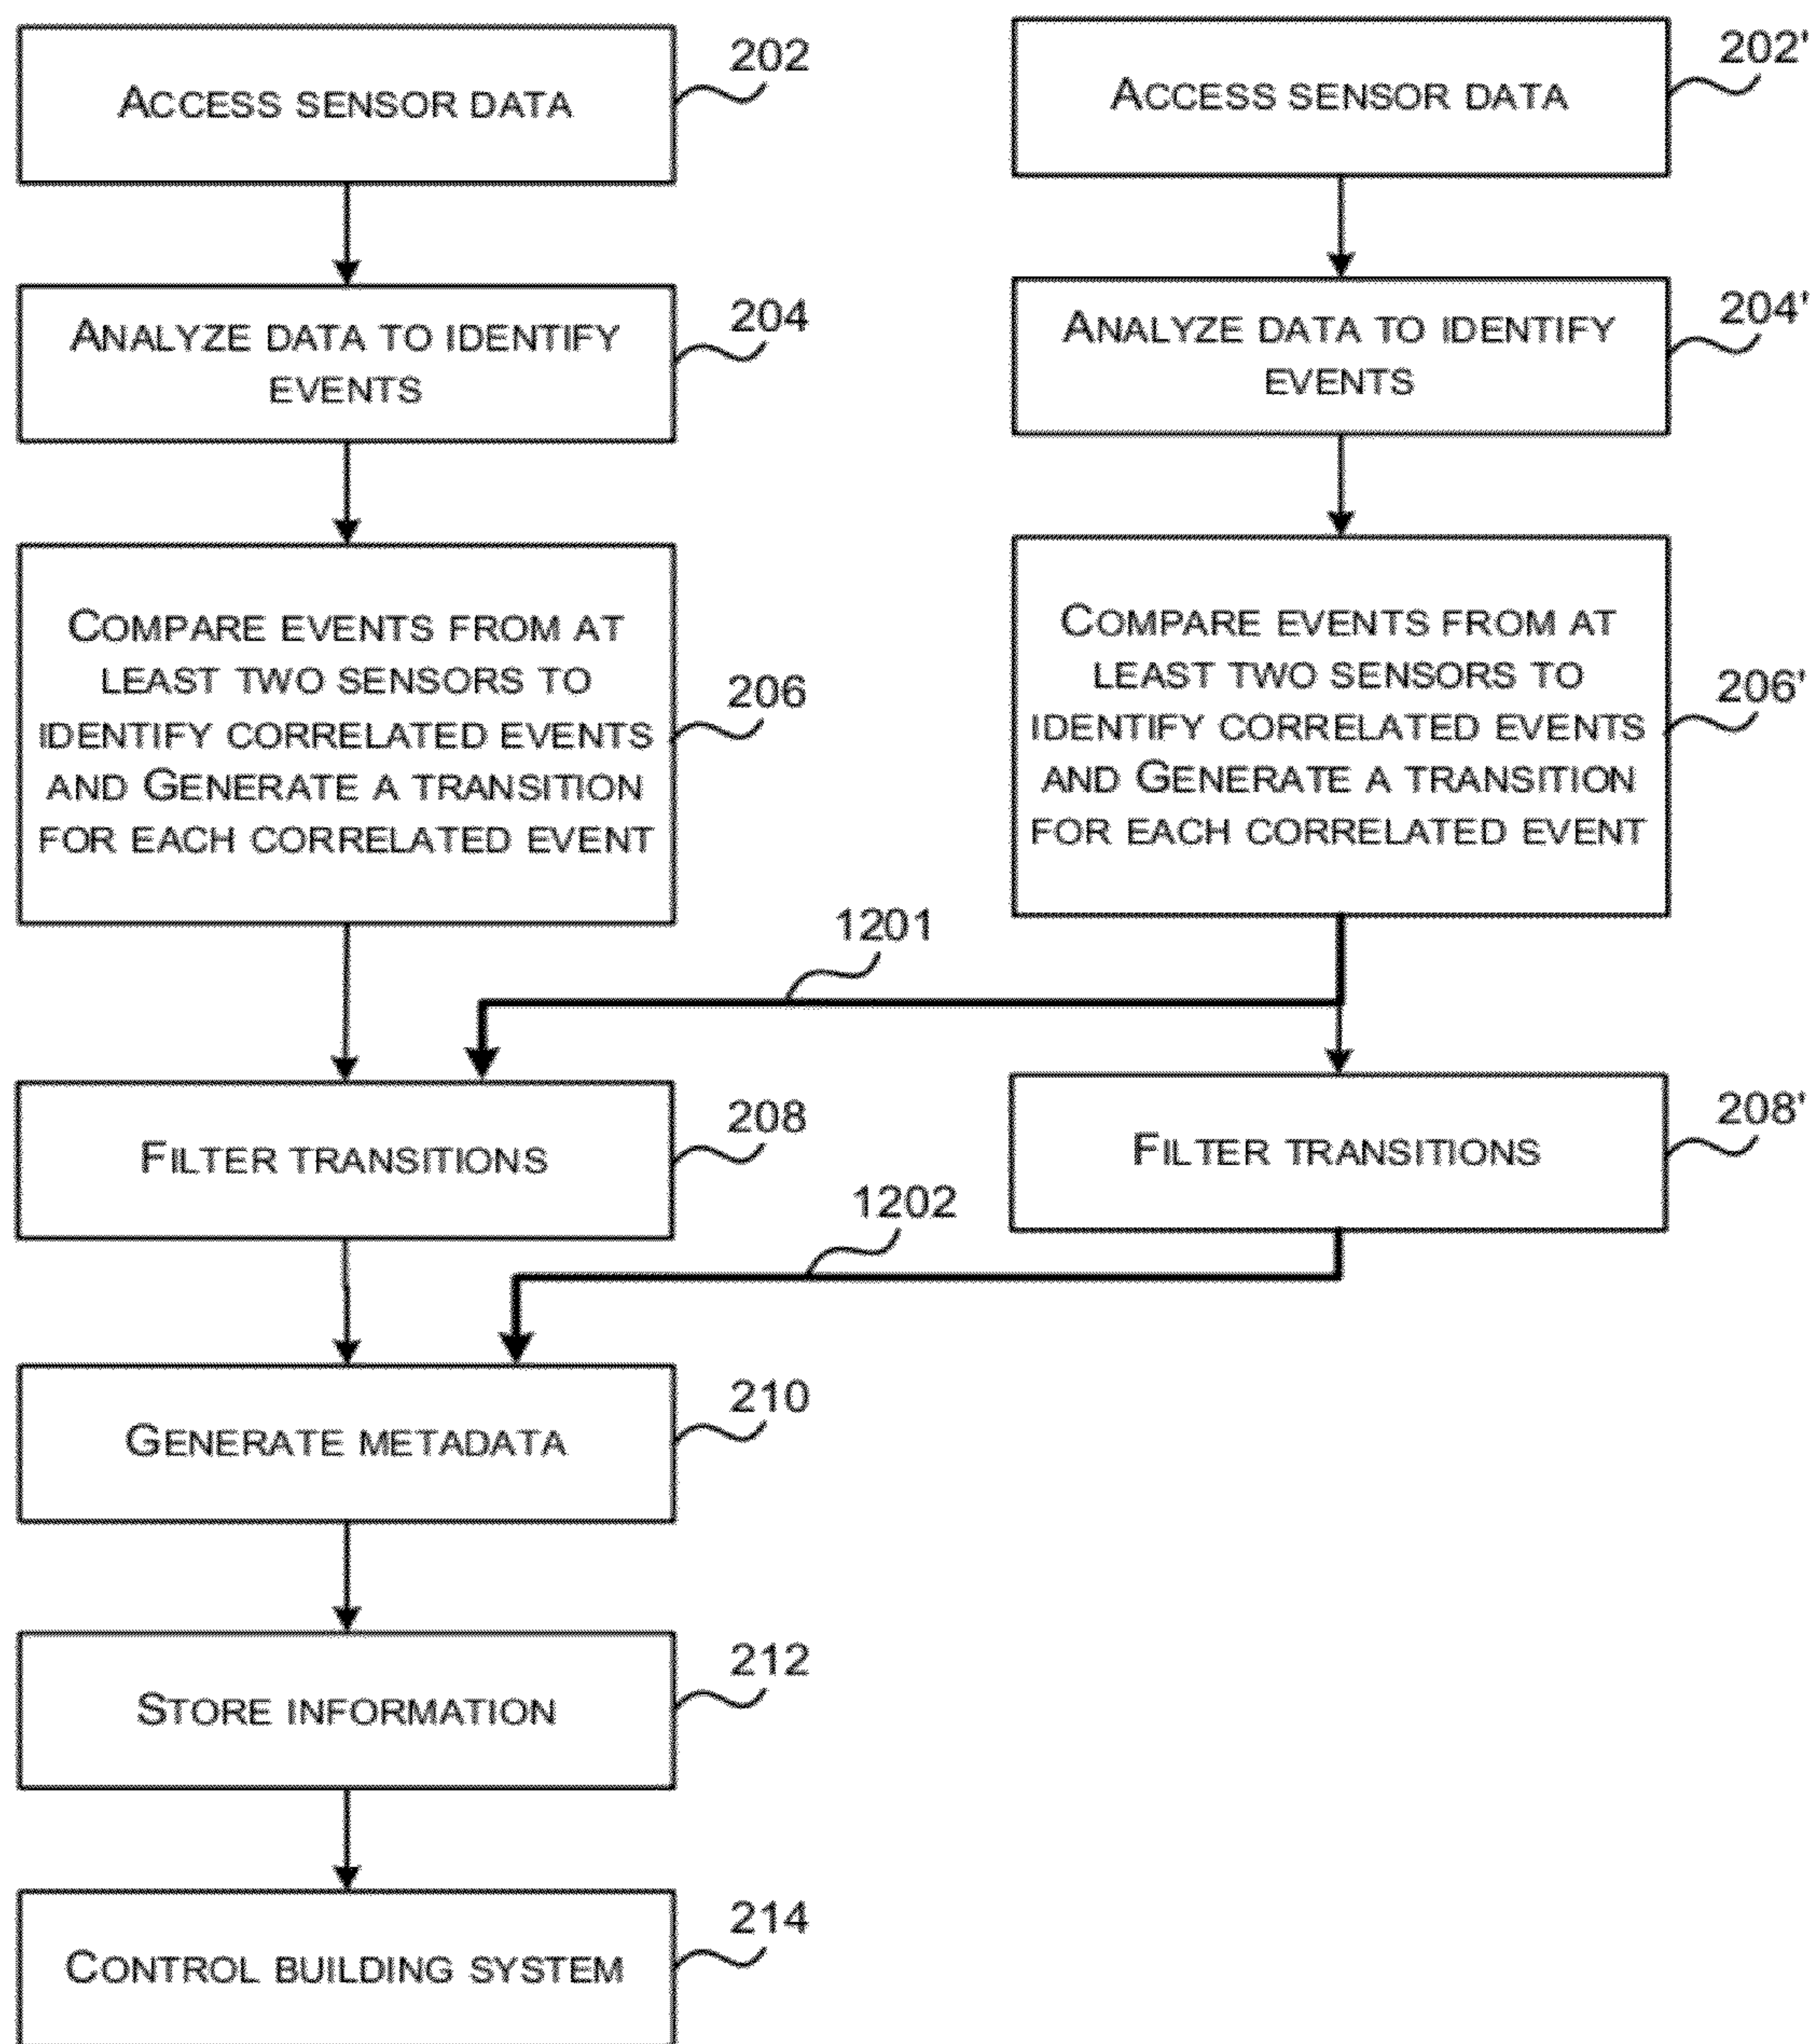 ACCESS SENSOR DATA
202
ANALYZE DATA TO IDENTIFY
EVENTS
204
COMPARE EVENTS FROM AT
LEAST TWO SENSORS TO
IDENTIFY CORRELATED EVENTS
AND GENERATE A TRANSITION
FOR EACH CORRELATED EVENT
206
ACCESS SENSOR DATA
202'
ANALYZE DATA TO IDENTIFY
EVENTS
204'
COMPARE EVENTS FROM AT
LEAST TWO SENSORS TO
IDENTIFY CORRELATED EVENTS
AND GENERATE A TRANSITION
FOR EACH CORRELATED EVENT
206'
1201
FILTER TRANSITIONS
208
FILTER TRANSITIONS
208'
1202
GENERATE METADATA
210
STORE INFORMATION
212
CONTROL BUILDING SYSTEM
214